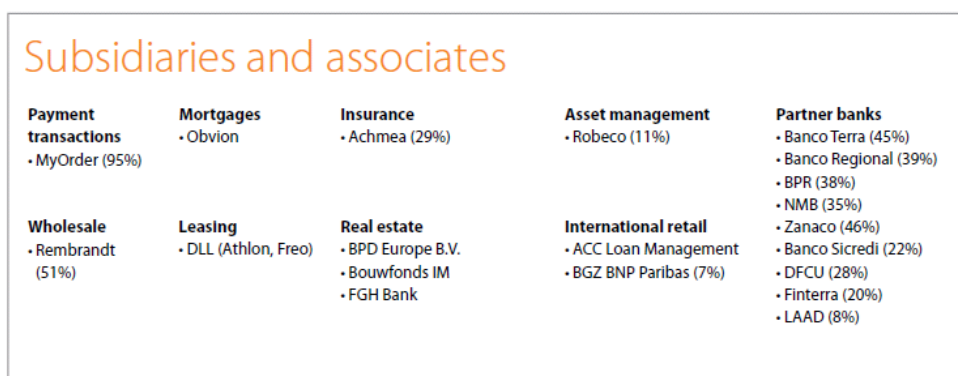 Subsidiaries and associates
Payment
transactions
• MyOrder (95%)
Mortgages
• Obvion
Insurance
• Achmea (29%)
Asset management
• Robeco (11%)
Partner banks
• Banco Terra (45%)
• Banco Regional (39%)
• BPR (38%)
• NMB (35%)
• Zanaco (46%)
• Banco Sicredi (22%)
• DFCU (28%)
• Finterra (20%)
• LAAD (8%)
Wholesale
• Rembrandt
(51%)
Leasing
• DLL (Athlon, Freo)
Real estate
• BPD Europe B.V.
• Bouwfonds IM
• FGH Bank
International retail
• ACC Loan Management
• BGZ BNP Paribas (7%)